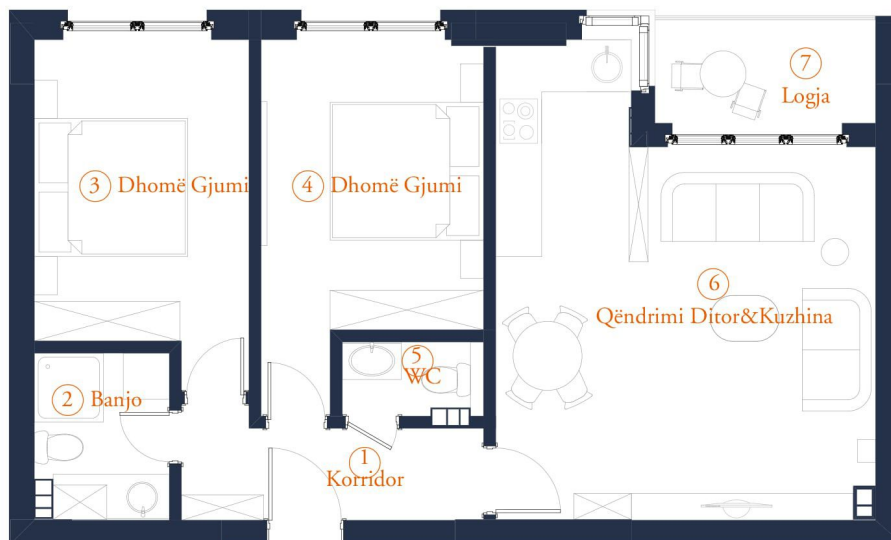 7
Logja
3 Dhomë Gjumi
4 Dhomë Gjumi
6
Qëndrimi Ditor&Kuzhina
5
WC
2 Banjo
1
Korridor